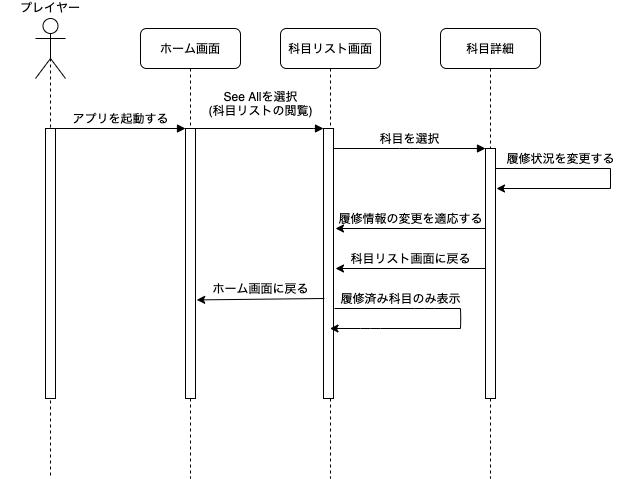 プレイヤー
ホーム画面
科目リスト画面
科目詳細
See Allを選択
(科目リストの閲覧)
アプリを起動する
科目を選択
履修状況を変更する
履修情報の変更を適応する
科目リスト画面に戻る
ホーム画面に戻る
履修済み科目のみ表示